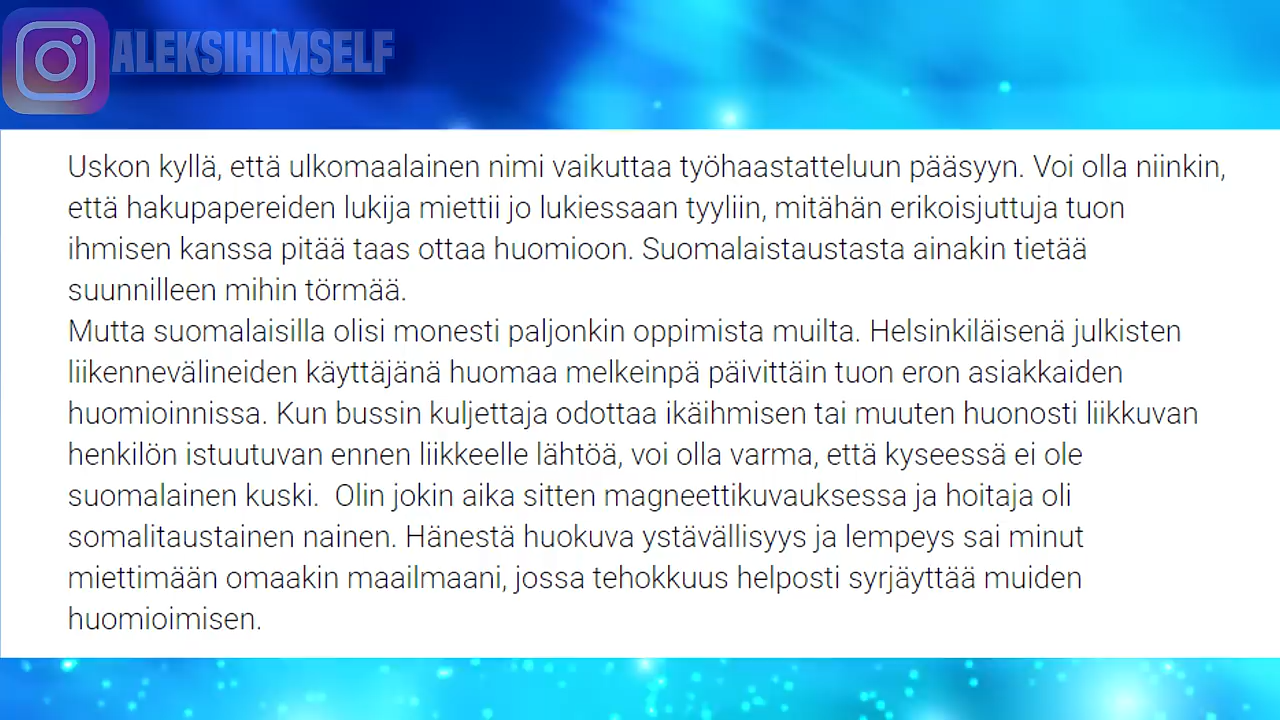 ALEKSIHIMSELF
Uskon kyllä, että ulkomaalainen nimi vaikuttaa työhaastatteluun pääsyyn. Voi olla niinkin,
että hakupapereiden lukija miettii jo lukiessaan tyyliin, mitähän erikoisjuttuja tuon
ihmisen kanssa pitää taas ottaa huomioon. Suomalaistaustasta ainakin tietää
suunnilleen mihin törmää.
Mutta suomalaisilla olisi monesti paljonkin oppimista muilta. Helsinkiläisenä julkisten
liikennevälineiden käyttäjänä huomaa melkeinpä päivittäin tuon eron asiakkaiden
huomioinnissa. Kun bussin kuljettaja odottaa ikäihmisen tai muuten huonosti liikkuvan
henkilön istuutuvan ennen liikkeelle lähtöä, voi olla varma, että kyseessä ei ole
suomalainen kuski.  Olin jokin aika sitten magneettikuvauksessa ja hoitaja oli
somalitaustainen nainen. Hänestä huokuva ystävällisyys ja lempeys sai minut
miettimään omaakin maailmaani, jossa tehokkuus helposti syrjäyttää muiden
huomioimisen.